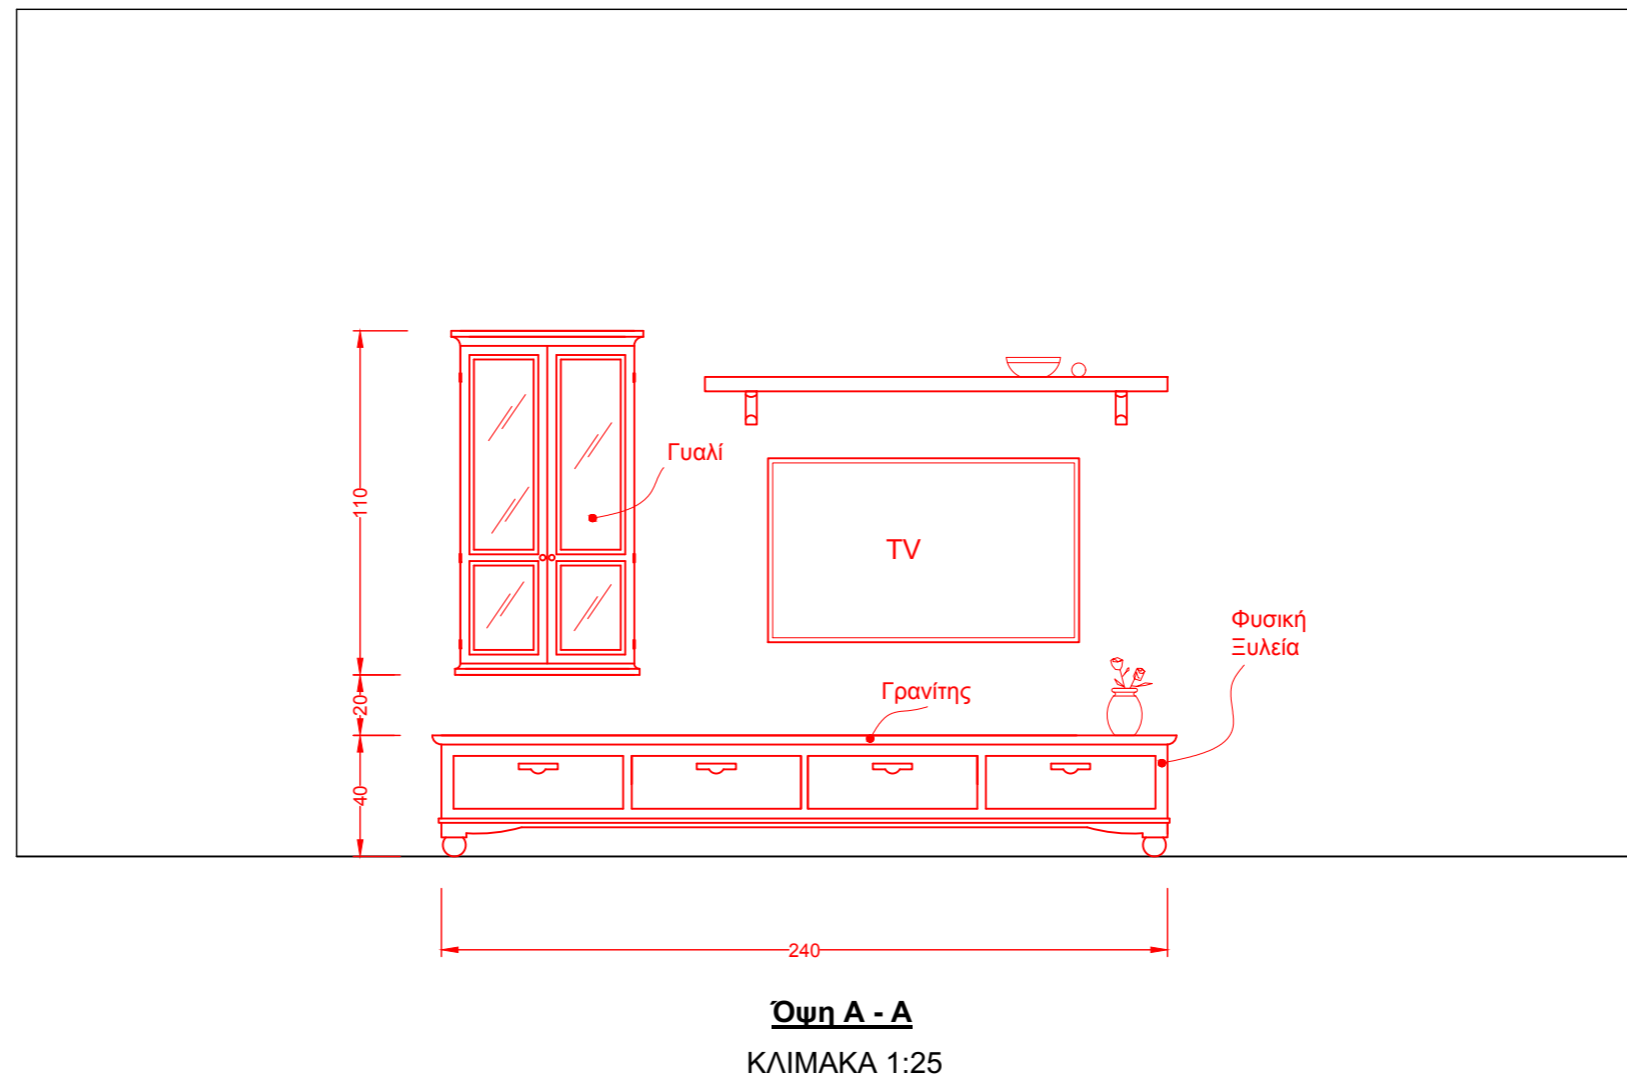 110
Γυαλί
TV
Φυσική
Ξυλεία
20
Γρανίτης
40
240
Όψη Α - Α
ΚΛΙΜΑΚΑ 1:25